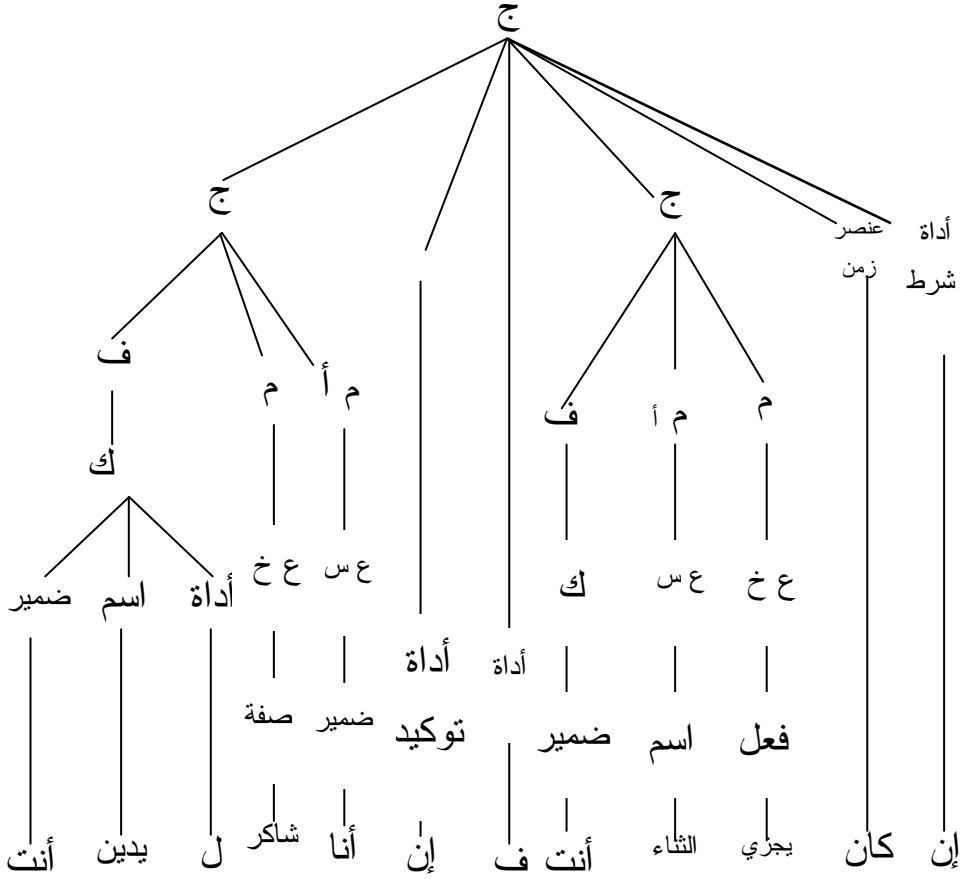 ج
ج ج
عنصر أداة
زمن شرط
ف م م أ ف م أ م
ك
ع خ ع س ك ع س ع خ
أداة اسم ضمير
أداة أداة
صفة ضمير توكيد ضمير اسم فعل
إن كان يجزي الثناء أنت ف إن أنا شاكر ل يدين أنت